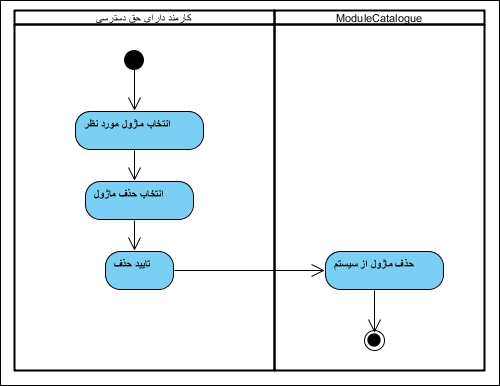 کارمند دارای حق دسترسی
ModuleCatalogue
انتخاب ماژول مورد نظر
انتخاب حذف ماژول
تایید حذف
حذف ماژول از سیستم